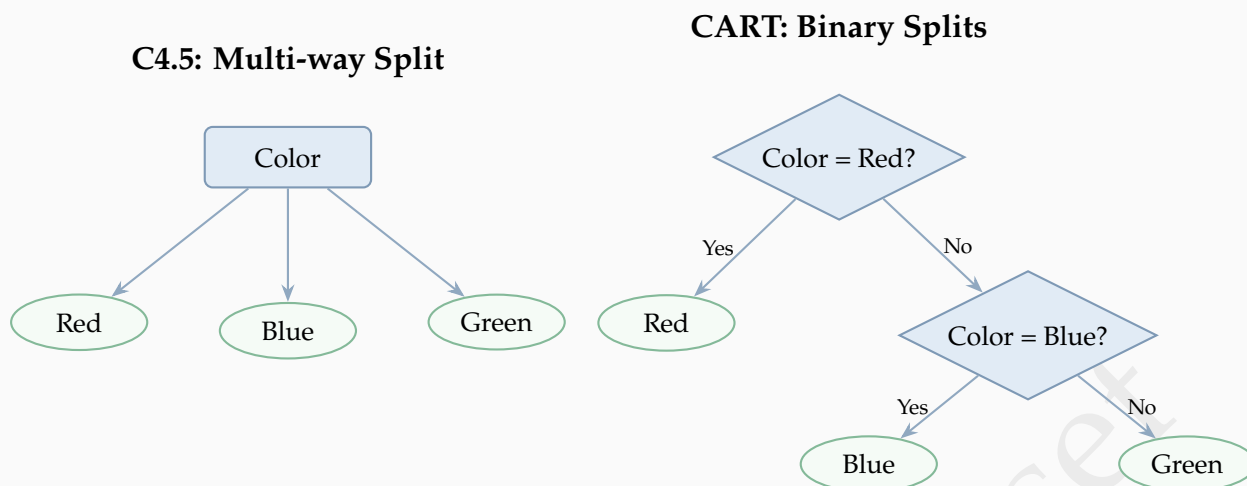 C4.5: Multi-way Split
Color
Red
Blue
Green
CART: Binary Splits
Color = Red?
Yes
No
Red
Color = Blue?
Yes
No
Blue
Green